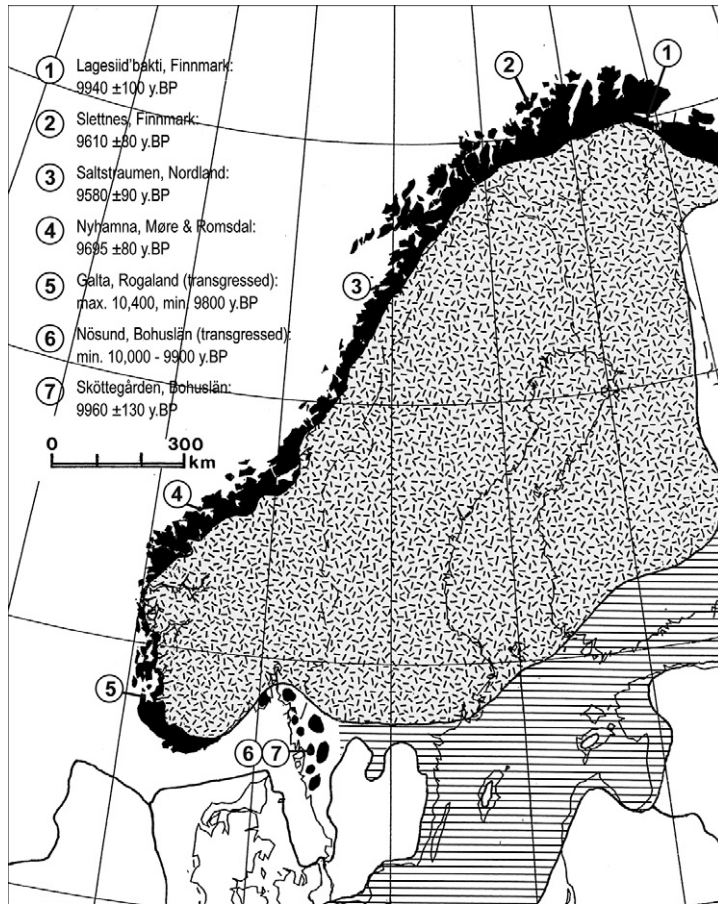 1 Lagesiid'bakti, Finnmark:
9940 ±100 y.BP
2 Slettnes, Finnmark:
9610 ±80 y.BP
3 Saltstraumen, Nordland:
9580 ±90 y.BP
4 Nyhamna, Møre & Romsdal:
9695 ±80 y.BP
5 Galta, Rogaland (transgressed):
max. 10,400, min. 9800 y.BP
6 Nösund, Bohuslän (transgressed):
min. 10,000 - 9900 y.BP
7 Sköttegården, Bohuslän:
9960 ±130 y.BP
0 300
km
1
2
3
4
5
6 7